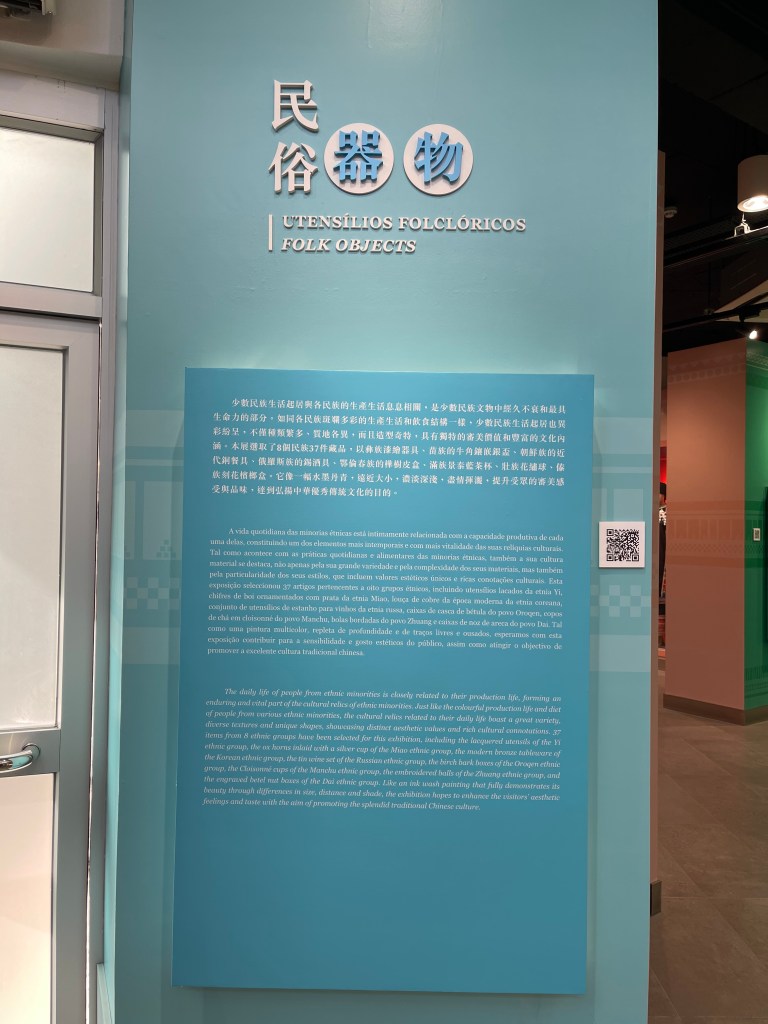 民俗器物
UTENSÍLIOS FOLCLÓRICOS
FOLK OBJECTS
少數民族生活起居與各民族的生產生活息息相關，是少數民族文物中經久不衰和最具
生命力的部分。如同各民族斑斕多彩的生產生活和飲食結構一樣，少數民族生活起居也異
彩紛呈。不僅種類繁多、質地各異，而且造型奇特，具有獨特的審美價值和豐富的文化內
涵。本展選取了8個民族37件藏品，以彝族漆繪器具、苗族的牛角鑲嵌銀盃、朝鮮族的近
代銅餐具、俄羅斯族的錫酒具、鄂倫春族的樺樹皮盒、滿族景泰藍茶杯、壯族花繡球、傣
族刻花檳榔盒，它像一幅水墨丹青，遠近大小，濃淡深淺，盡情揮灑，提升受眾的審美感
受與品味，達到弘揚中華優秀傳統文化的目的。
A vida quotidiana das minorias étnicas está intimamente relacionada com a capacidade produtiva de cada
uma delas, constituindo um dos elementos mais intemporais e com mais vitalidade das suas relíquias culturais.
Tal como acontece com as práticas quotidianas e alimentares das minorias étnicas, também a sua cultura
material se destaca, não apenas pela sua grande variedade e pela complexidade dos seus materiais, mas também
pela particularidade dos seus estilos, que incluem valores estéticos únicos e ricas conotações culturais. Esta
exposição seleccionou 37 artigos pertencentes a oito grupos étnicos, incluindo utensílios lacados da etnia Yi,
chifres de boi ornamentados com prata da etnia Miao, louça de cobre da época moderna da etnia coreana,
conjunto de utensílios de estanho para vinhos da etnia russa, caixas de casca de bétula do povo Oroqen, copos
de chá em cloisonné do povo Manchu, bolas bordadas do povo Zhuang e caixas de noz de areca do povo Dai. Tal
como uma pintura multicolor, repleta de profundidade e de traços livres e ousados, esperamos com esta
exposição contribuir para a sensibilidade e gosto estéticos do público, assim como atingir o objectivo de
promover a excelente cultura tradicional chinesa.
The daily life of people from ethnic minorities is closely related to their production life, forming an
enduring and vital part of the cultural relics of ethnic minorities. Just like the colourful production life and diet
of people from various ethnic minorities, the cultural relics related to their daily life boast a great variety,
diverse textures and unique shapes, showcasing distinct aesthetic values and rich cultural connotations. 37
items from 8 ethnic groups have been selected for this exhibition, including the lacquered utensils of the Yi
ethnic group, the ox horns inlaid with a silver cup of the Miao ethnic group, the modern bronze tableware of
the Korean ethnic group, the tin wine set of the Russian ethnic group, the birch bark boxes of the Oroqen ethnic
group, the Cloisonné cups of the Manchu ethnic group, the embroidered balls of the Zhuang ethnic group, and
the engraved betel nut boxes of the Dai ethnic group. Like an ink wash painting that fully demonstrates its
beauty through differences in size, distance and shade, the exhibition hopes to enhance the visitors' aesthetic
feelings and taste with the aim of promoting the splendid traditional Chinese culture.